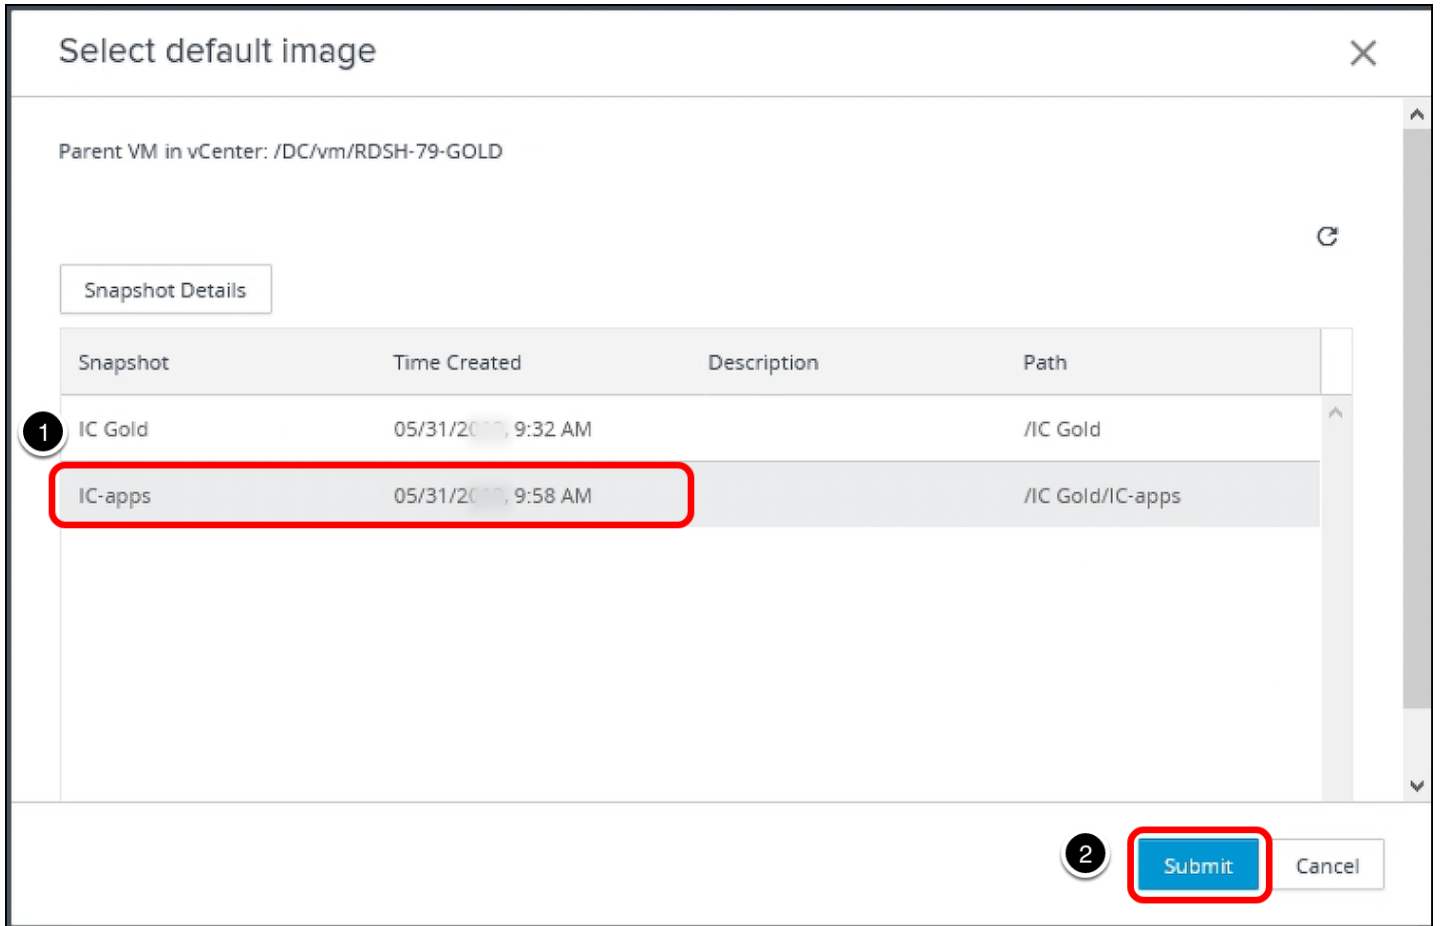 Select default image
Parent VM in vCenter: /DC/vm/RDSH-79-GOLD
Snapshot Details
Snapshot Time Created Description Path
1 IC Gold 9:32 AM /IC Gold
IC-apps 9:58 AM /IC Gold/IC-apps
2 Submit Cancel